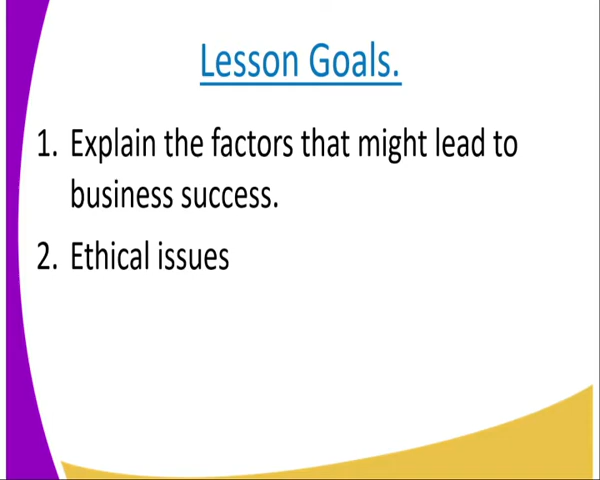 Lesson Goals.
1. Explain the factors that might lead to
business success.
2. Ethical issues